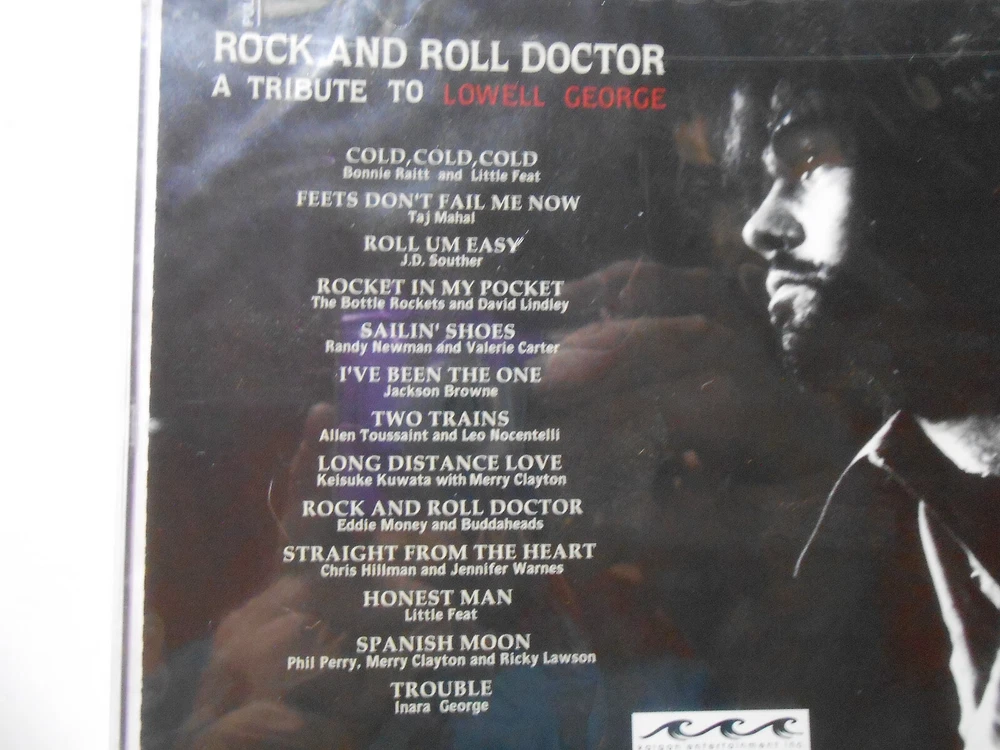 ROCK AND ROLL DOCTOR
A TRIBUTE TO LOWELL GEORGE
COLD, COLD, COLD
Bonnie Raitt and Little Feat
FEETS DON'T FAIL ME NOW
Taj Mahal
ROLL UM EASY
J.D. Souther
ROCKET IN MY POCKET
The Bottle Rockets and David Lindley
SAILIN' SHOES
Randy Newman and Valerie Carter
I'VE BEEN THE ONE
Jackson Browne
TWO TRAINS
Allen Toussaint and Leo Nocentelli
LONG DISTANCE LOVE
Keisuke Kuwata with Merry Clayton
ROCK AND ROLL DOCTOR
Eddie Money and Buddaheads
STRAIGHT FROM THE HEART
Chris Hillman and Jennifer Warnes
HONEST MAN
Little Feat
SPANISH MOON
Phil Perry, Merry Clayton and Ricky Lawson
TROUBLE
Inara George
entertainment inc